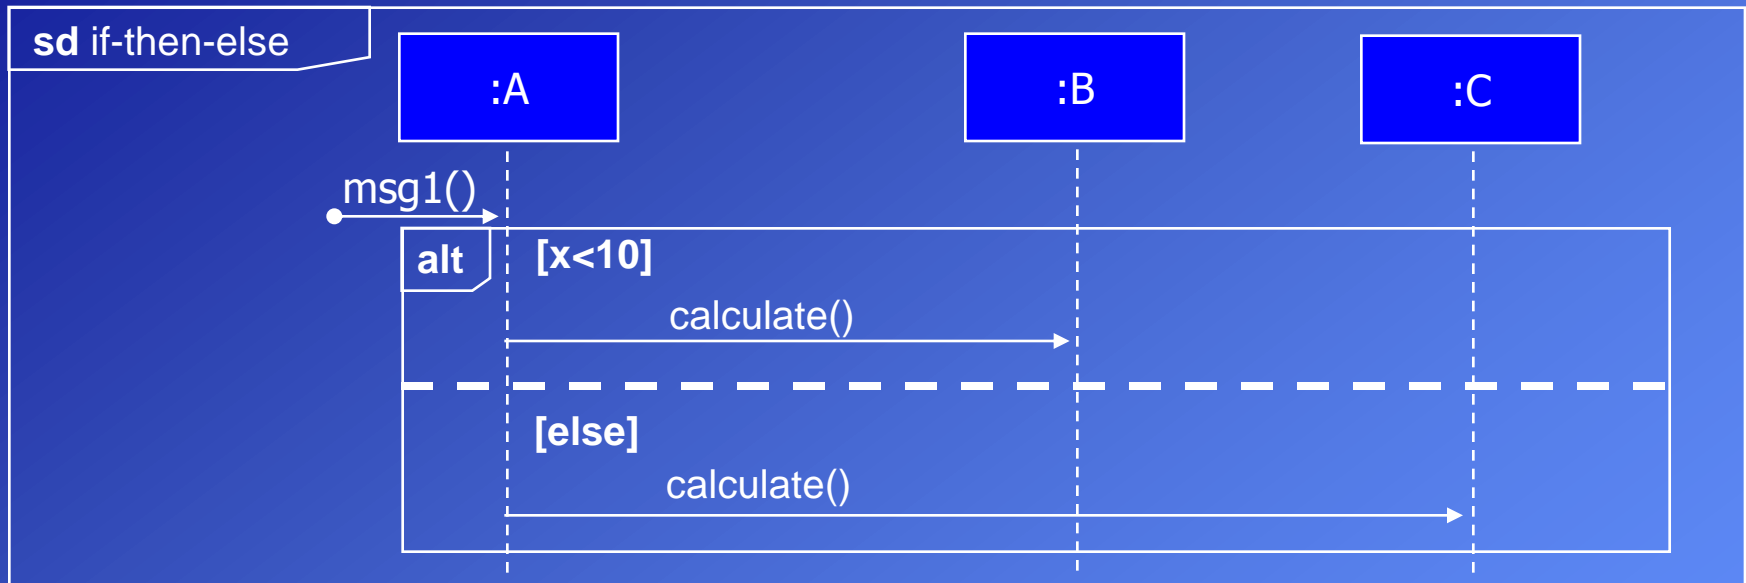 sd if-then-else
:A
:B
:C
msg1()
alt
[x<10]
calculate()
[else]
calculate()